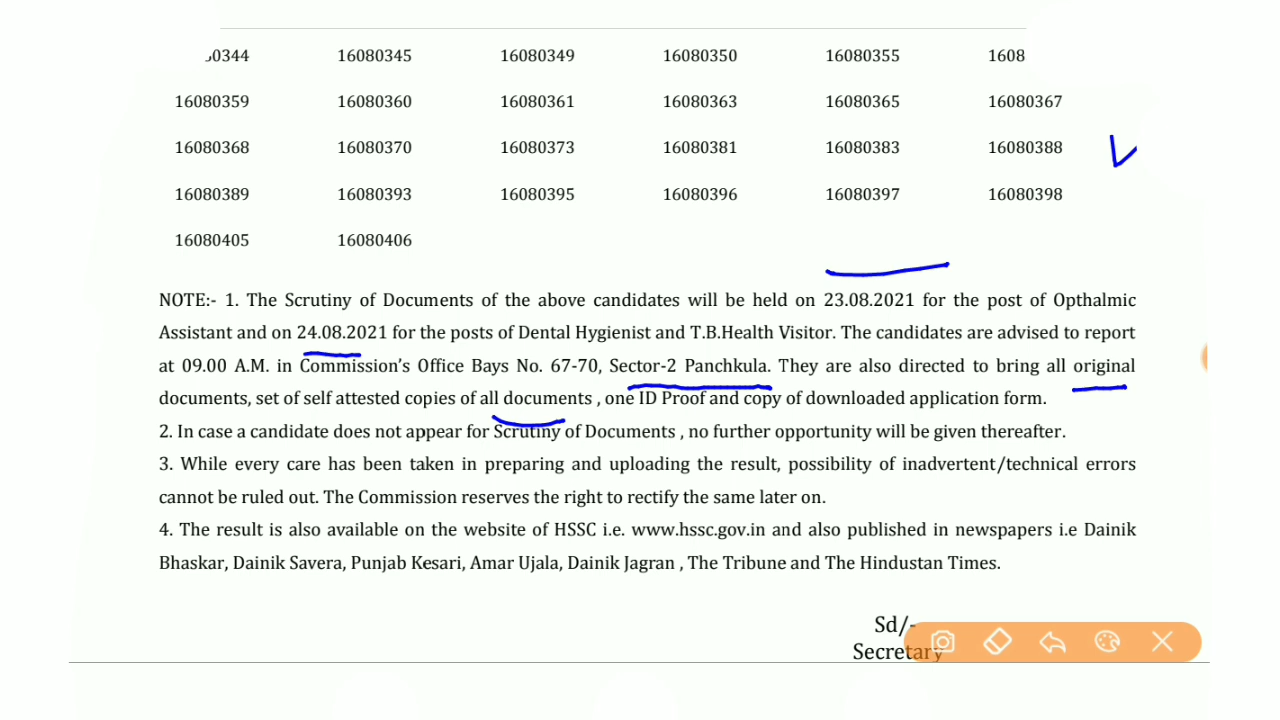 0344 16080345 16080349 16080350 16080355 1608
16080359 16080360 16080361 16080363 16080365 16080367
16080368 16080370 16080373 16080381 16080383 16080388
16080389 16080393 16080395 16080396 16080397 16080398
16080405 16080406
NOTE:- 1. The Scrutiny of Documents of the above candidates will be held on 23.08.2021 for the post of Opthalmic
Assistant and on 24.08.2021 for the posts of Dental Hygienist and T.B.Health Visitor. The candidates are advised to report
at 09.00 A.M. in Commission's Office Bays No. 67-70, Sector-2 Panchkula. They are also directed to bring all original
documents, set of self attested copies of all documents , one ID Proof and copy of downloaded application form.
2. In case a candidate does not appear for Scrutiny of Documents , no further opportunity will be given thereafter.
3. While every care has been taken in preparing and uploading the result, possibility of inadvertent/technical errors
cannot be ruled out. The Commission reserves the right to rectify the same later on.
4. The result is also available on the website of HSSC i.e. www.hssc.gov.in and also published in newspapers i.e Dainik
Bhaskar, Dainik Savera, Punjab Kesari, Amar Ujala, Dainik Jagran , The Tribune and The Hindustan Times.
Sd/-
Secretary